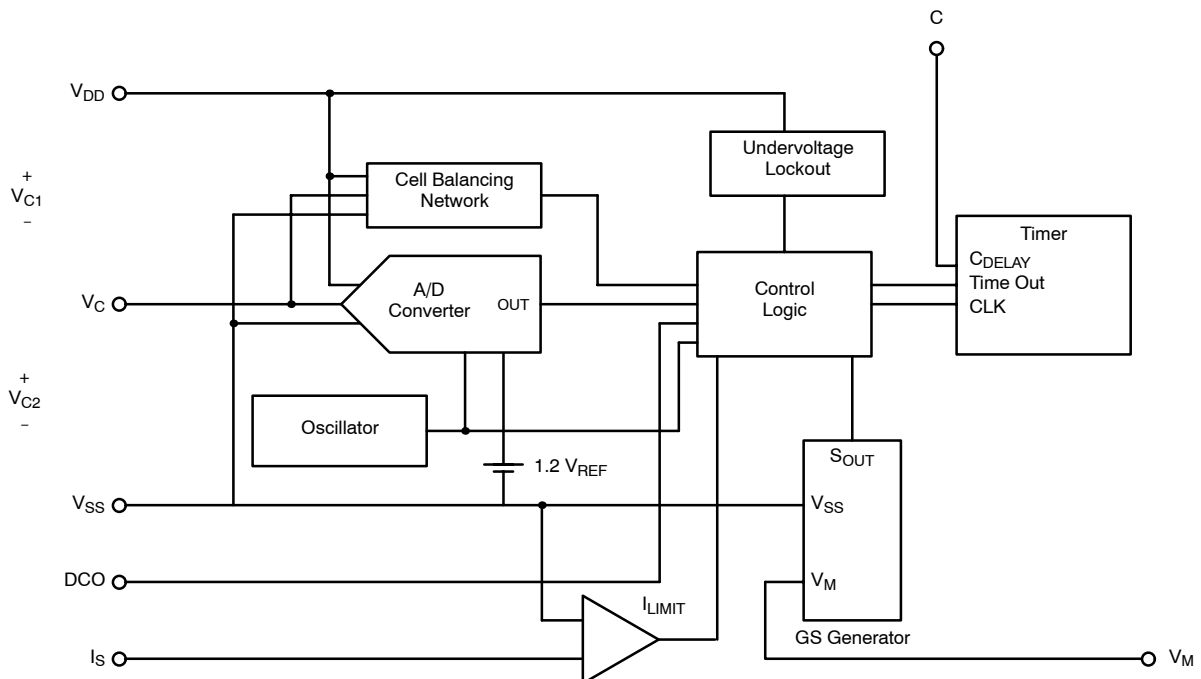 C
VDD
Undervoltage
Lockout
+
VC1
−
Cell Balancing
Network
Timer
CDELAY
Time Out
CLK
VC
A/D
Converter
OUT
Control
Logic
+
VC2
−
Oscillator
1.2 VREF
SOUT
VSS
VSS
DCO
VM
ILIMIT
GS Generator
IS
VM